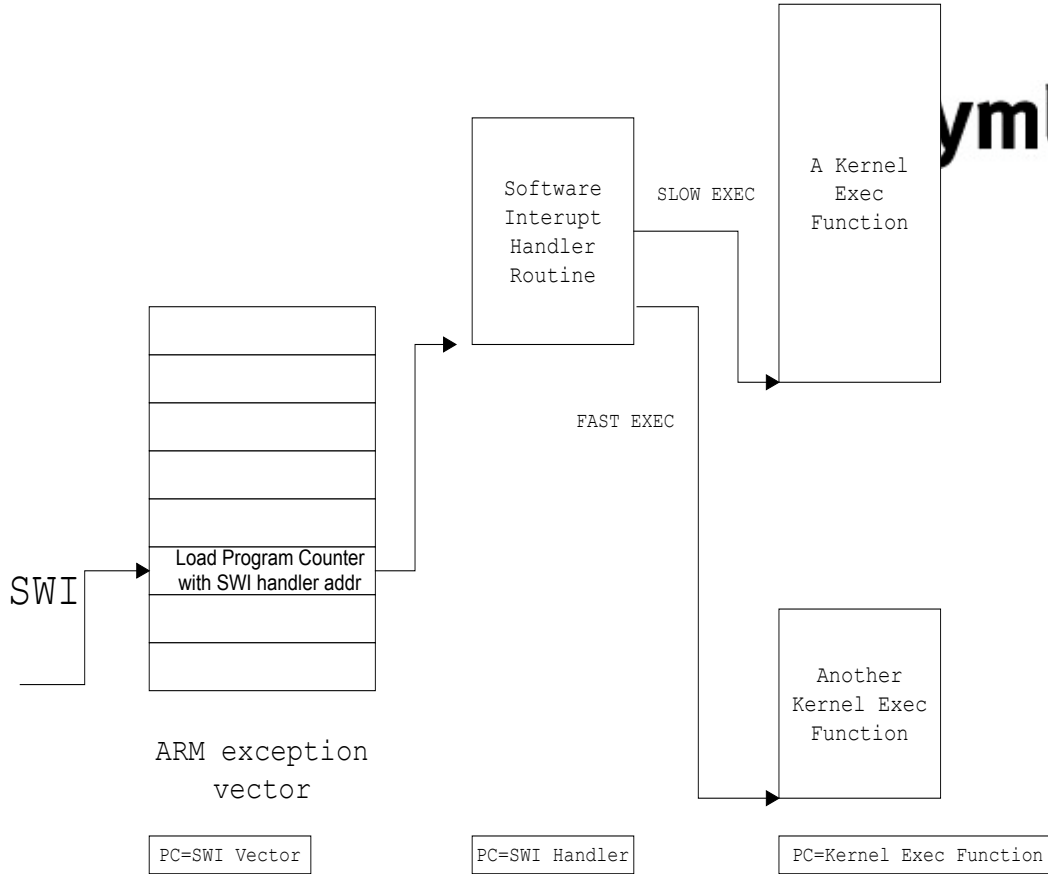 A Kernel
Exec
Function
Software
Interupt
Handler
Routine
SLOW EXEC
FAST EXEC
SWI
Load Program Counter
with SWI handler addr
Another
Kernel Exec
Function
ARM exception
vector
PC=SWI Vector
PC=SWI Handler
PC=Kernel Exec Function